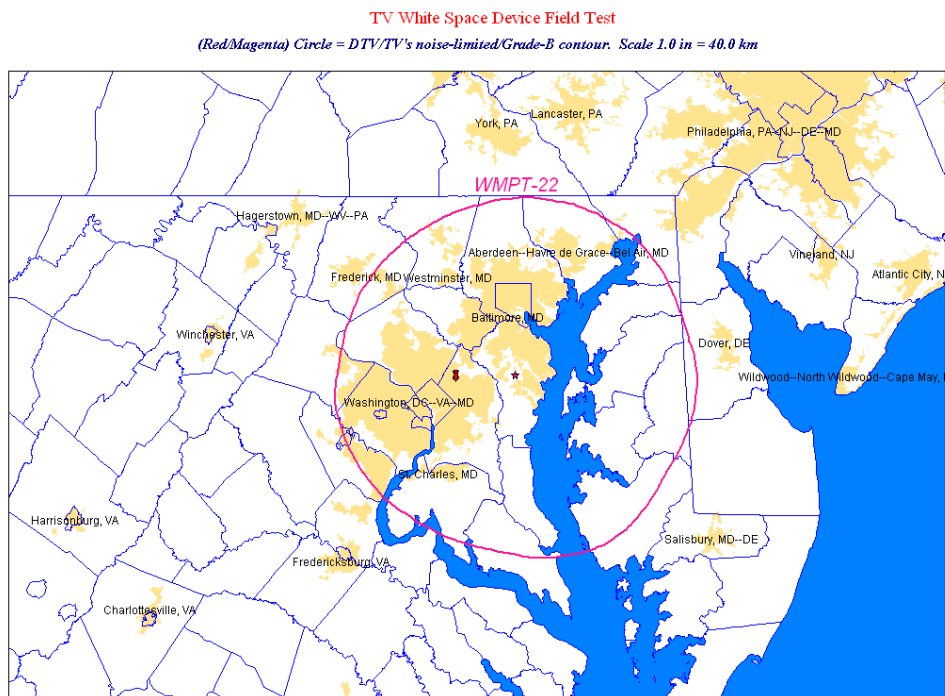 TV White Space Device Field Test
(Red/Magenta) Circle = DTV/TV's noise-limited/Grade-B contour. Scale 1.0 in = 40.0 km
Lancaster, PA
York, PA
Philadelphia, PA--NJ--DE--MD
WMPT-22
Hagerstown, MD--WV--PA
Aberdeen--Havre de Grace--Bel Air, MD
Vineland, NJ
Frederick, MD
Westminster, MD
Atlantic City, N
Baltimore, MD
Winchester, VA
Dover, DE
Wildwood--North Wildwood--Cape May,
Washington, DC--VA--MD
St. Charles, MD
Harrisonburg, VA
Salisbury, MD--DE
Fredericksburg, VA
Charlottesville, VA